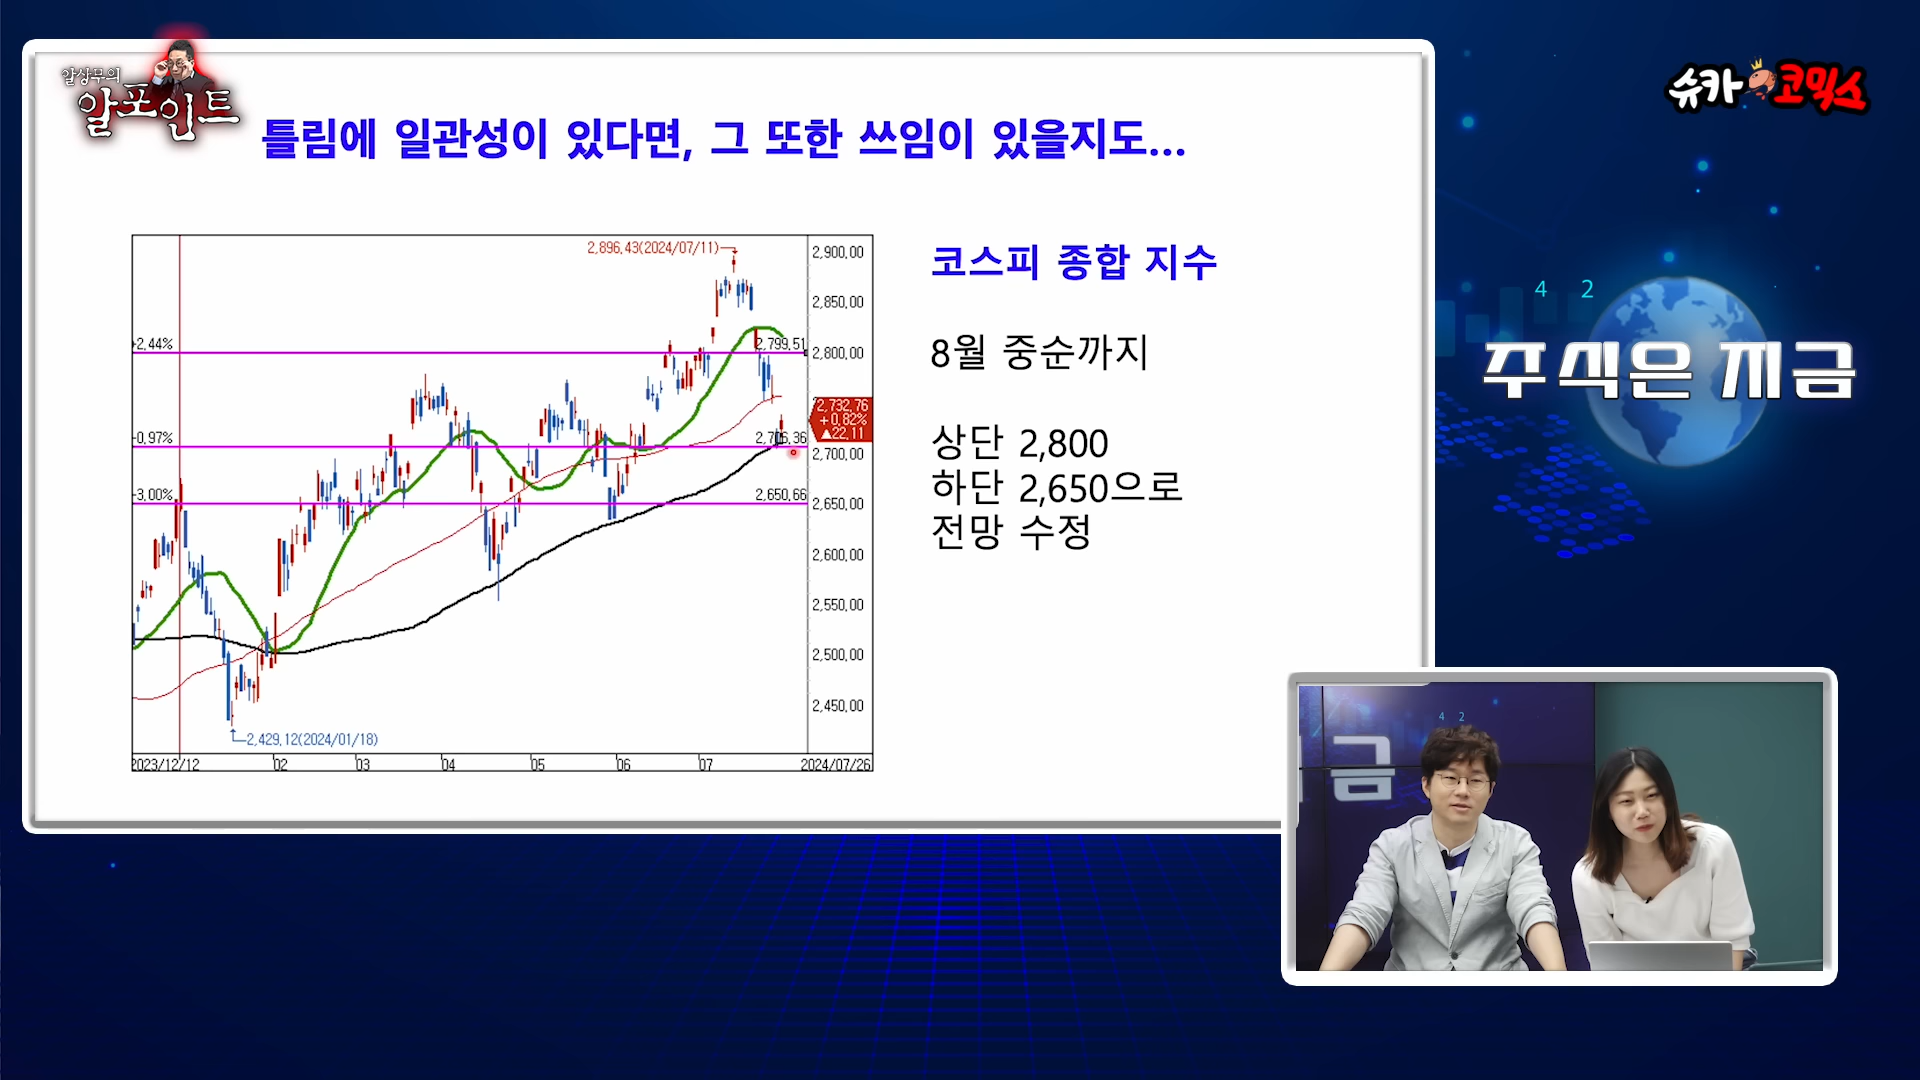 알상무의
알포인트
틀림에 일관성이 있다면, 그 또한 쓰임이 있을지도...
슈카코믹스
2,896,43(2024/07/11)
2,900,00
2,850,00
+2,44%
2,799,51
2,800,00
2,732,76
+0,82%
▲22,11
-0,97%
2,706,36
2,700,00
-3,00%
2,650,66
2,650,00
2,600,00
2,550,00
2,500,00
2,450,00
2,429,12(2024/01/18)
2023/12/12
02
03
04
05
06
07
2024/07/26
코스피 종합 지수
8월 중순까지
상단 2,800
하단 2,650으로
전망 수정
4 2
주식은 지금
4 2
금